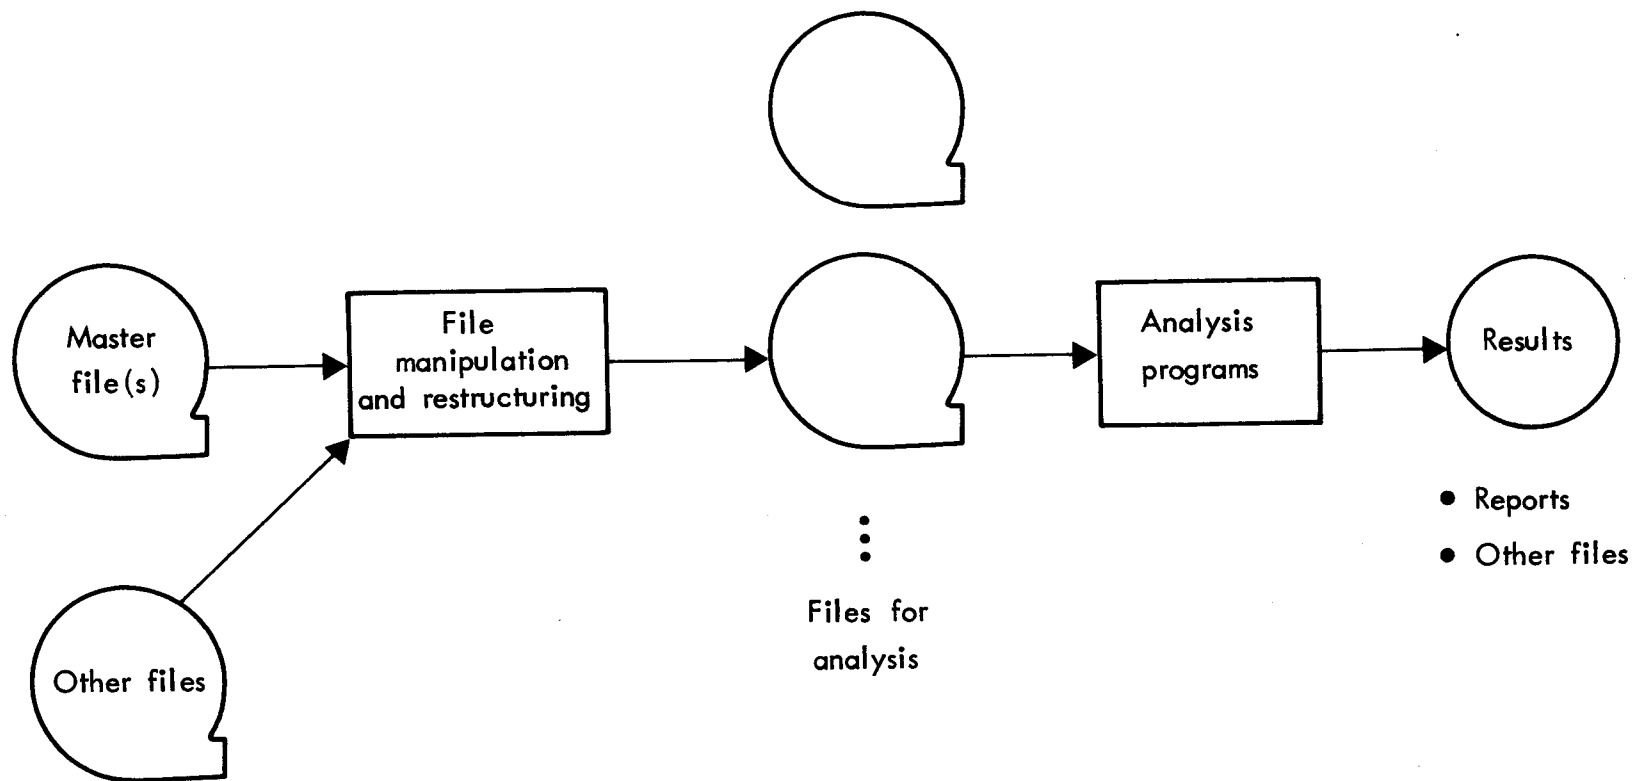 Master
file(s)
File
manipulation
and restructuring
Other files
Files for
analysis
Analysis
programs
Results
• Reports
• Other files